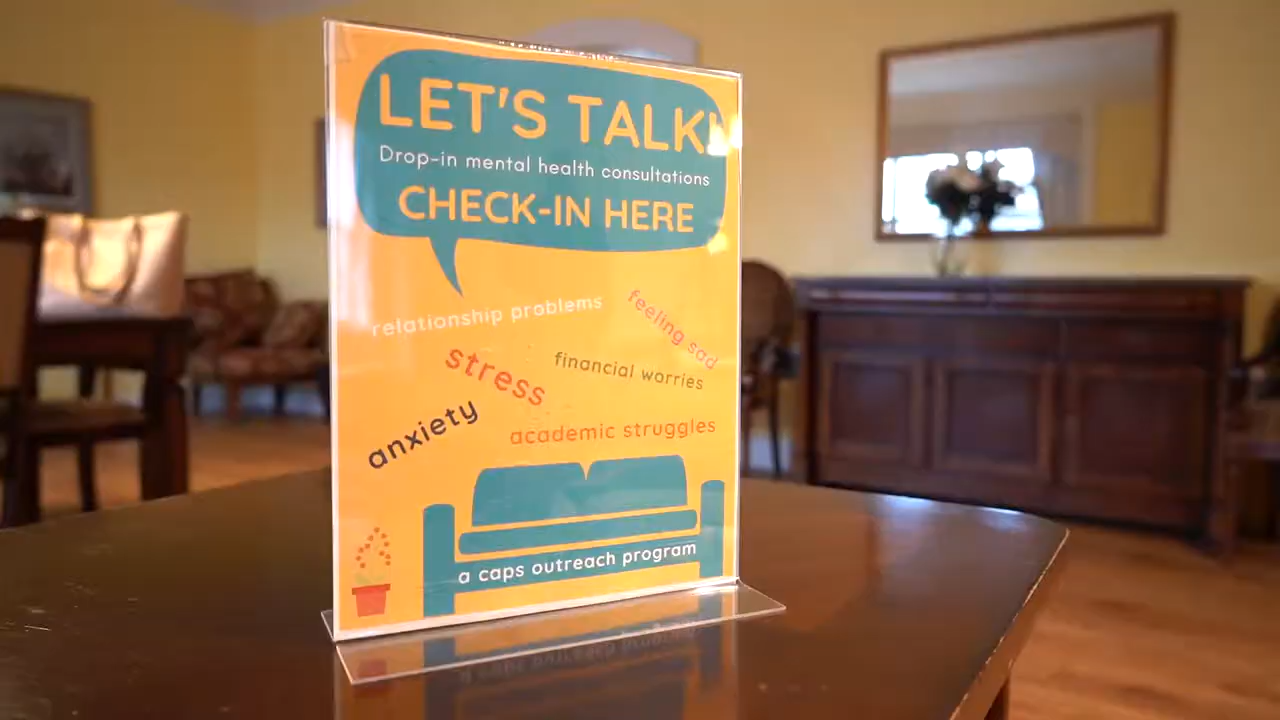 LET'S TALK!
Drop-in mental health consultations
CHECK-IN HERE
relationship problems
feeling sad
stress
financial worries
anxiety
academic struggles
a caps outreach program